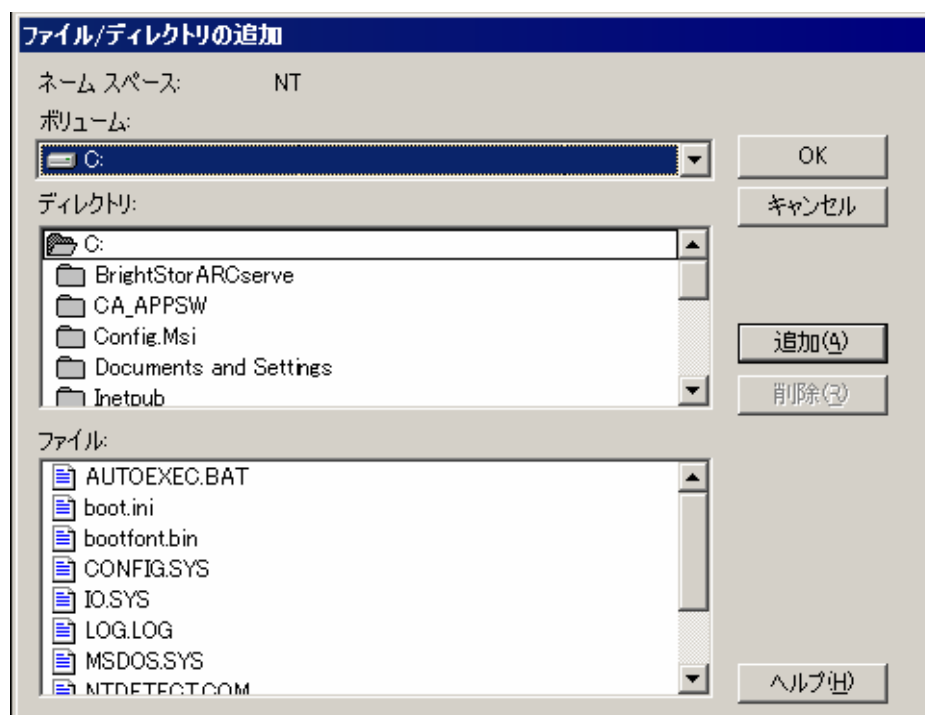 ファイル/ディレクトリの追加
ネーム スペース: NT
ボリューム:
C:
OK
ディレクトリ:
キャンセル
C:
BrightStorARCserve
CA_APPSW
Config.Msi
Documents and Settings
Inetpub
追加(A)
削除(R)
ファイル:
AUTOEXEC.BAT
boot.ini
bootfont.bin
CONFIG.SYS
IO.SYS
LOG.LOG
MSDOS.SYS
NTDETECT.COM
ヘルプ(H)